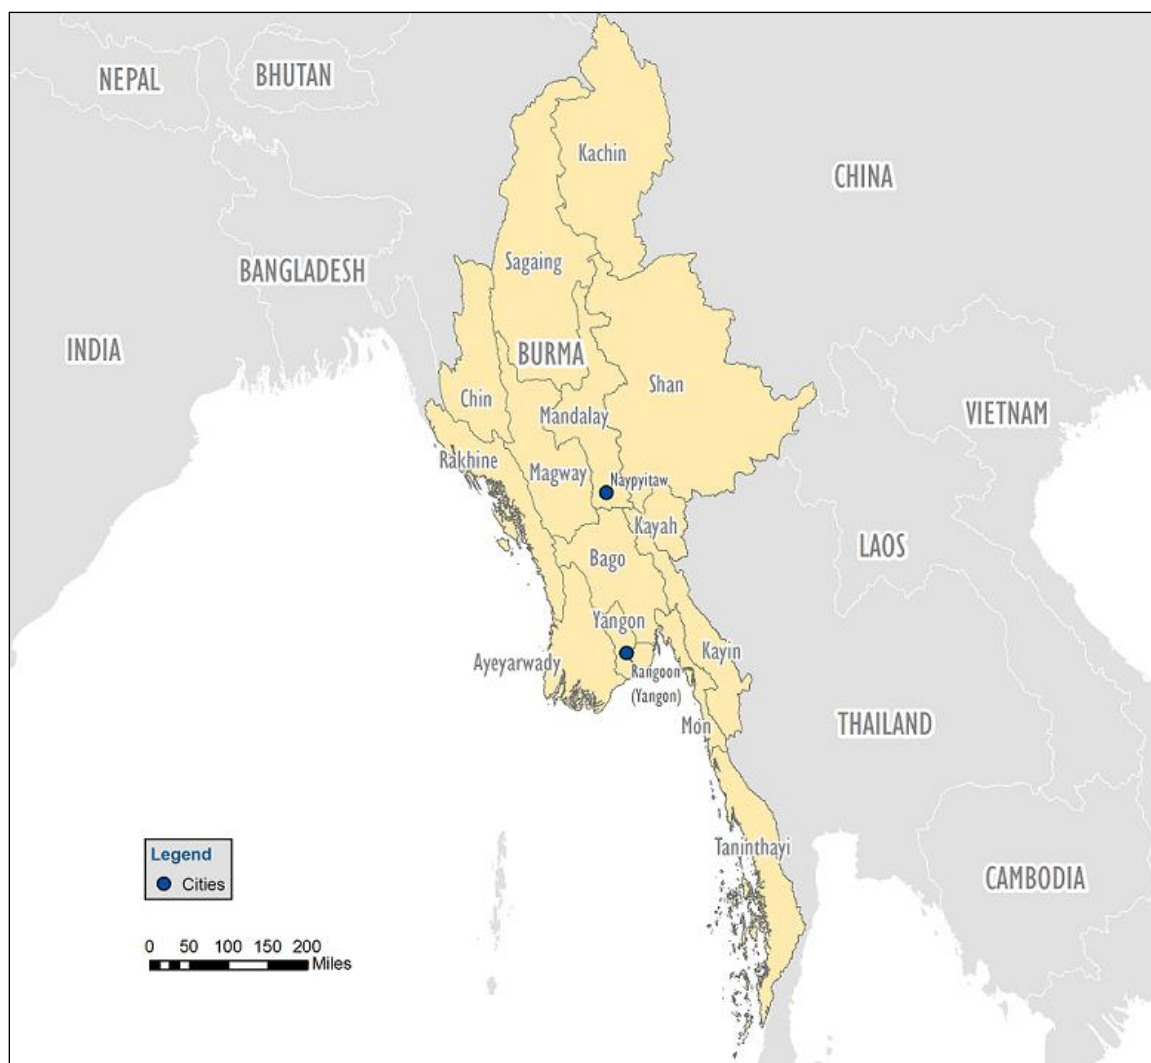 NEPAL
BHUTAN
Kachin
CHINA
Sagaing
BANGLADESH
INDIA
BURMA
Shan
Chin
Mandalay
VIETNAM
Rakhine
Magway
Naypyitaw
Kayah
LAOS
Bago
Yangon
Kayin
Ayeyarwady
Rangoon
(Yangon)
Mon
THAILAND
Taninthayi
CAMBODIA
Legend
Cities
0 50 100 150 200
Miles